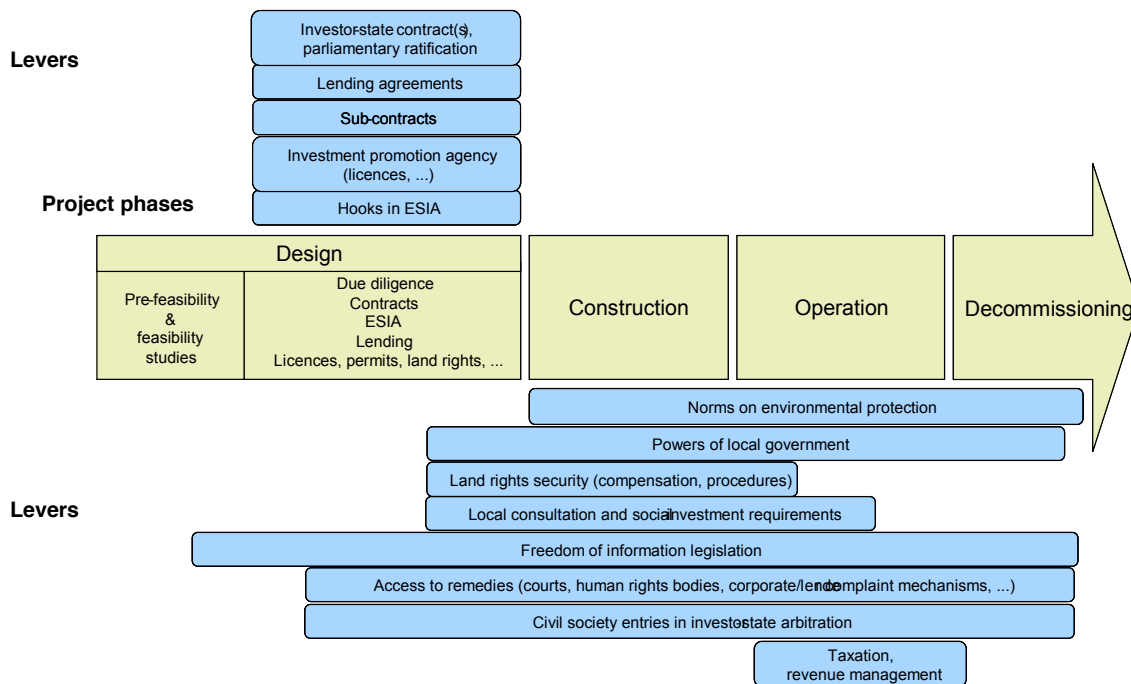 Levers
Investor-state contract(s),
parliamentary ratification
Lending agreements
Sub-contracts
Investment promotion agency
(licences, ...)
Hooks in ESIA
Project phases
Design
Pre-feasibility
&
feasibility
studies
Due diligence
Contracts
ESIA
Lending
Licences, permits, land rights, ...
Construction
Operation
Decommissioning
Levers
Norms on environmental protection
Powers of local government
Land rights security (compensation, procedures)
Local consultation and social investment requirements
Freedom of information legislation
Access to remedies (courts, human rights bodies, corporate/lender complaint mechanisms, ...)
Civil society entries in investor-state arbitration
Taxation,
revenue management